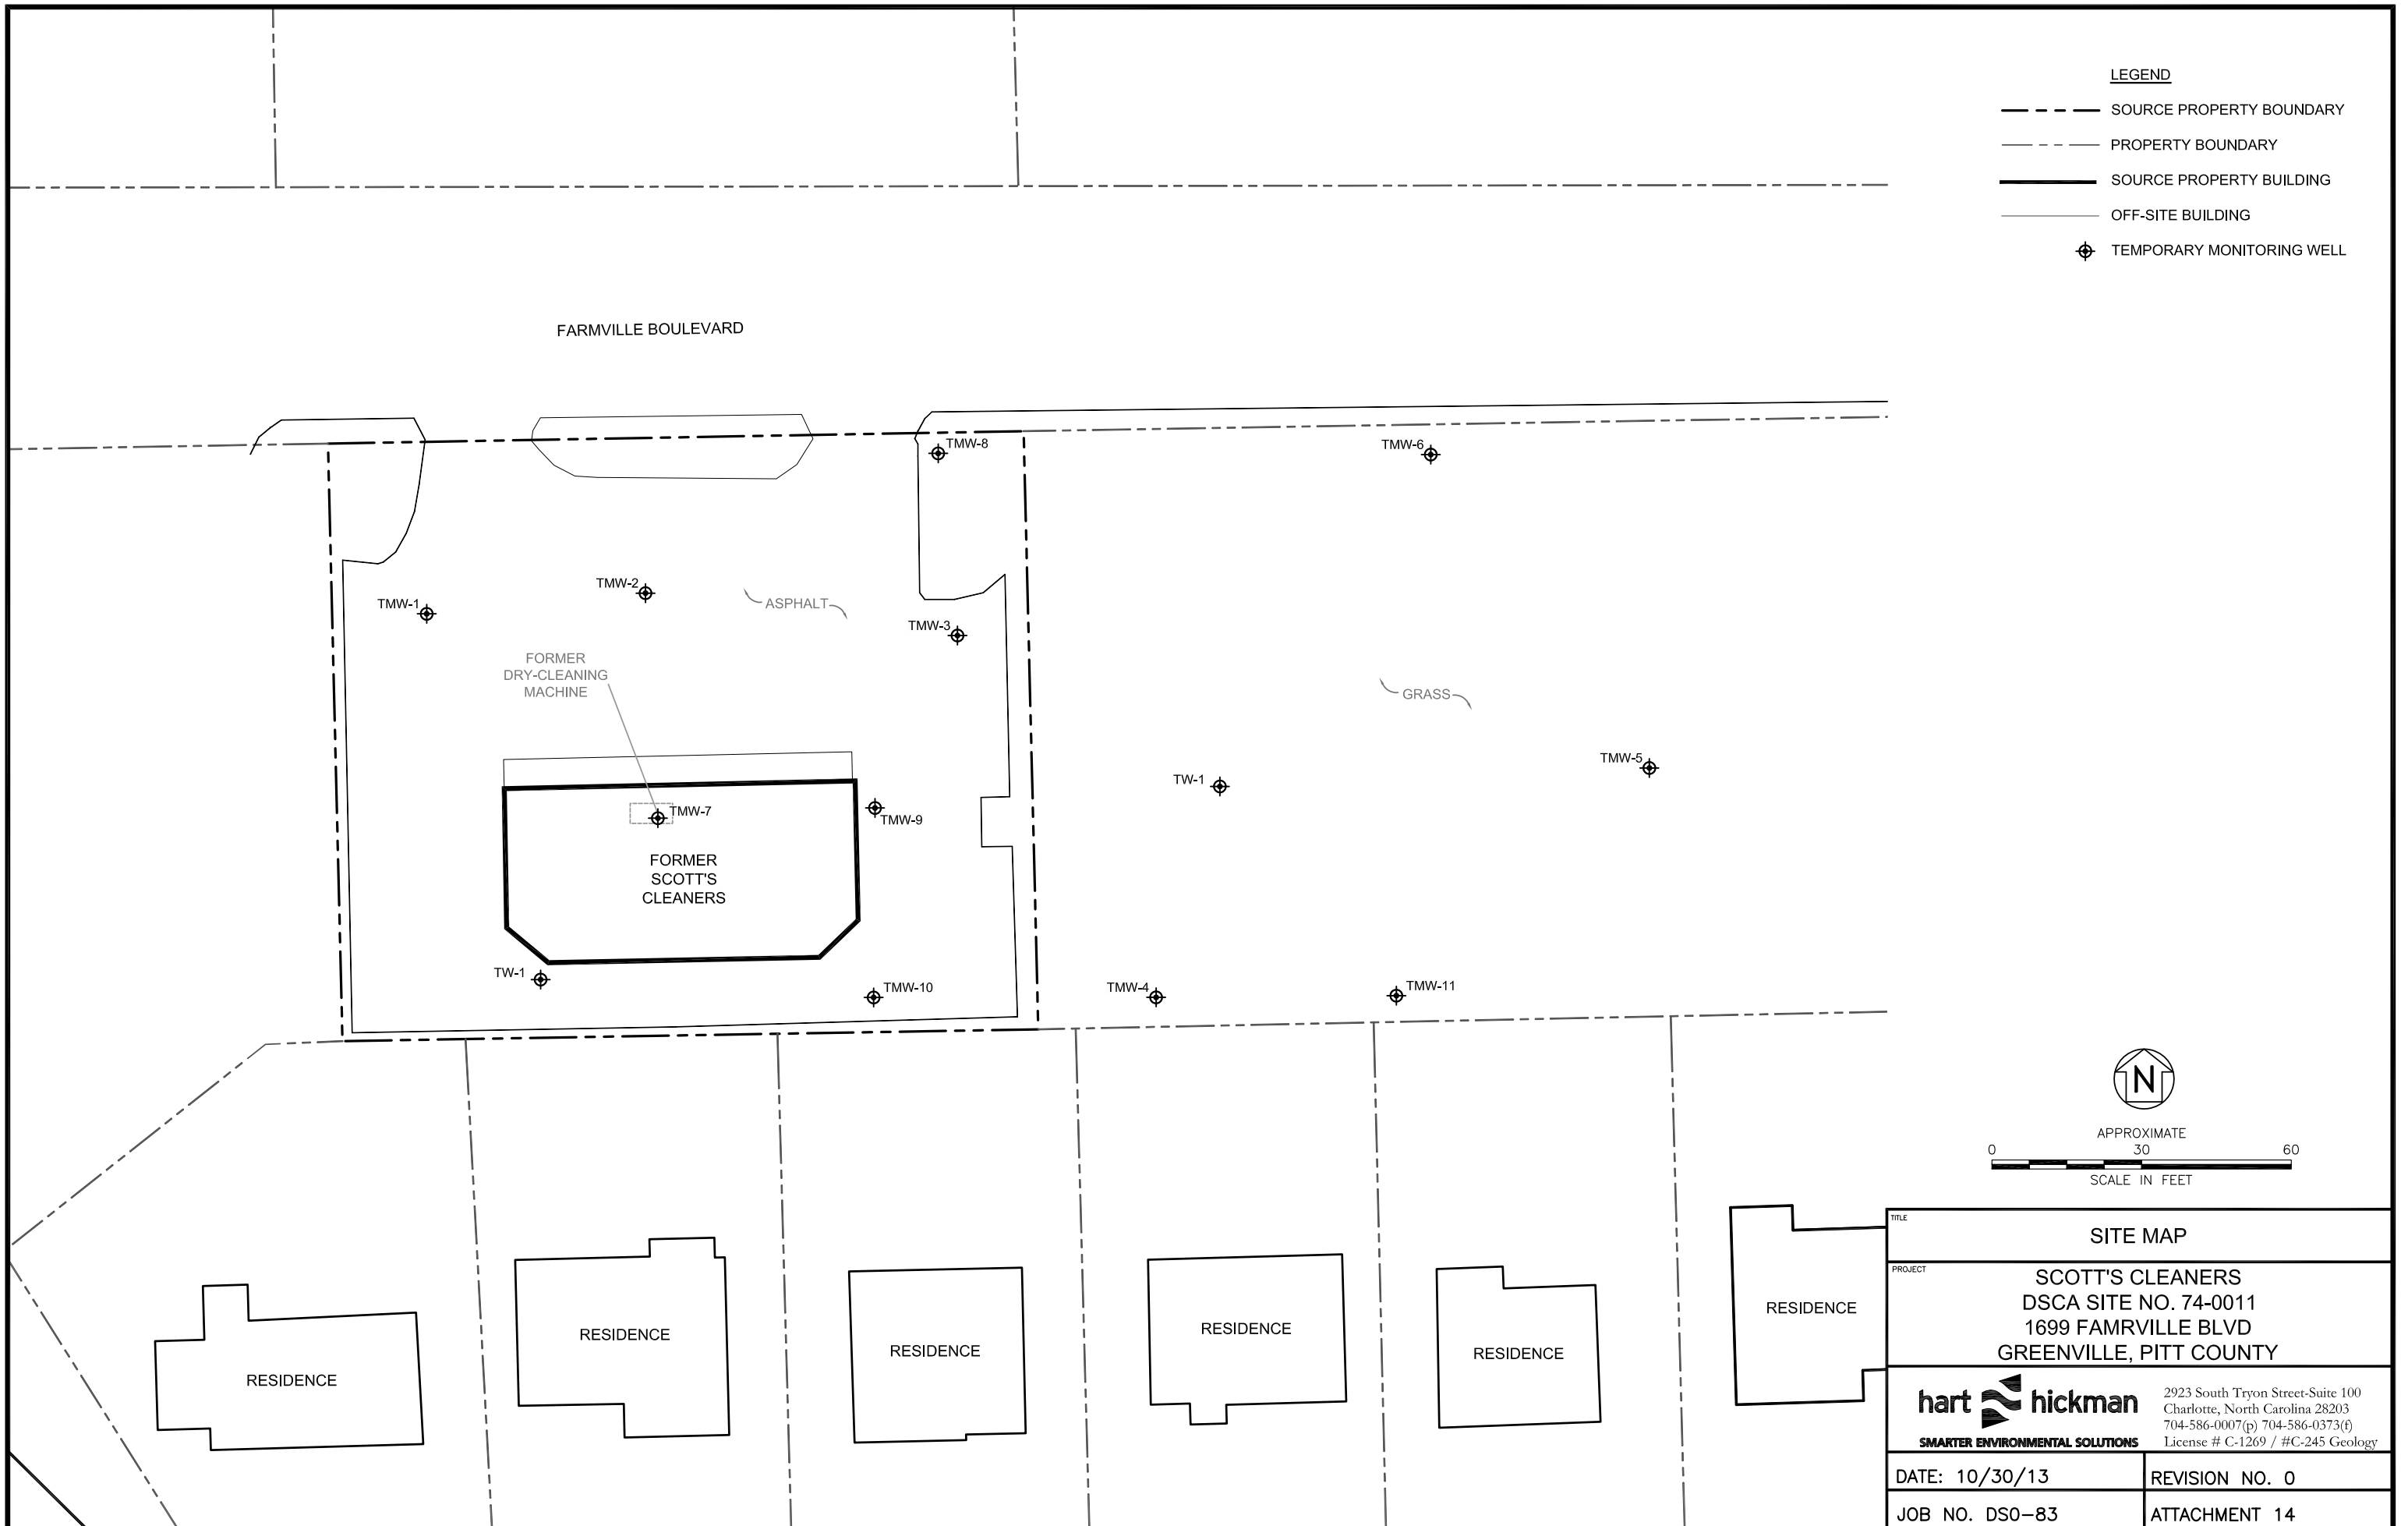 LEGEND
SOURCE PROPERTY BOUNDARY
PROPERTY BOUNDARY
SOURCE PROPERTY BUILDING
OFF-SITE BUILDING
TEMPORARY MONITORING WELL
FARMVILLE BOULEVARD
TMW-8
TMW-6
TMW-2
ASPHALT
TMW-1
TMW-3
FORMER
DRY-CLEANING
MACHINE
GRASS
TMW-5
TW-1
TMW-7
TMW-9
FORMER
SCOTT'S
CLEANERS
TW-1
TMW-10
TMW-4
TMW-11
N
APPROXIMATE
0 30 60
SCALE IN FEET
RESIDENCE
RESIDENCE
RESIDENCE
RESIDENCE
RESIDENCE
RESIDENCE
TITLE
SITE MAP
PROJECT
SCOTT'S CLEANERS
DSCA SITE NO. 74-0011
1699 FAMRVILLE BLVD
GREENVILLE, PITT COUNTY
hart hickman
SMARTER ENVIRONMENTAL SOLUTIONS
2923 South Tryon Street-Suite 100
Charlotte, North Carolina 28203
704-586-0007(p) 704-586-0373(f)
License # C-1269 / #C-245 Geology
DATE: 10/30/13
REVISION NO. 0
JOB NO. DS0-83
ATTACHMENT 14